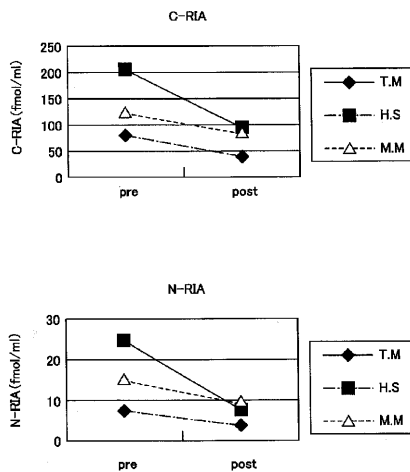 C-RIA
C-RIA(fmol/ml)
250
200
150
100
50
0
pre post
T.M
H.S
M.M
N-RIA
N-RIA(fmol/ml)
30
20
10
0
pre post
T.M
H.S
M.M